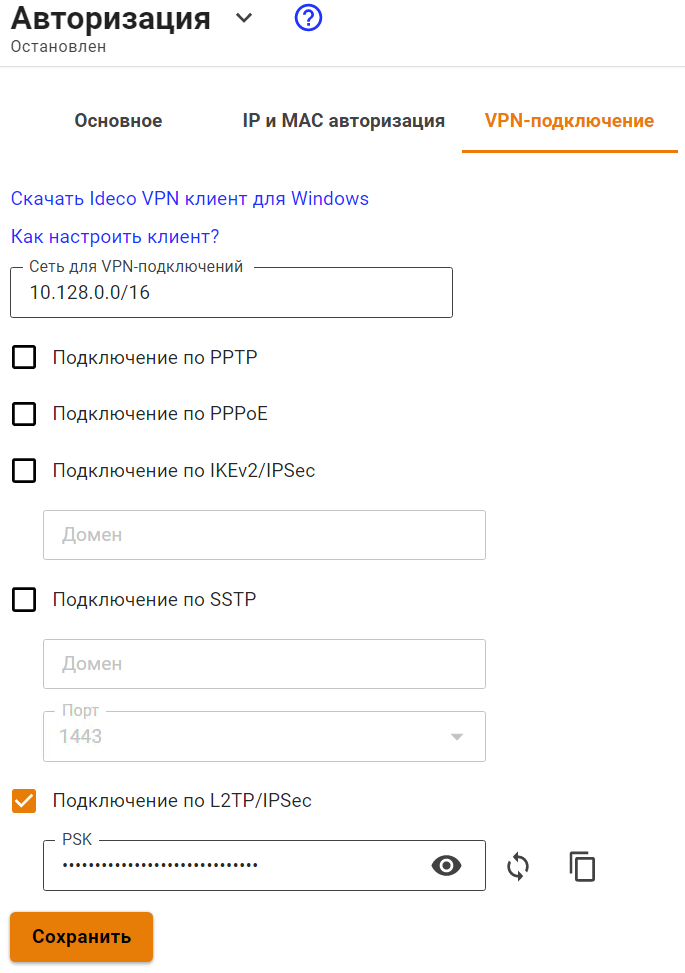 Авторизация
Остановлен
Основное IP и MAC авторизация VPN-подключение
Скачать Ideco VPN клиент для Windows
Как настроить клиент?
Сеть для VPN-подключений
10.128.0.0/16
Подключение по PPTP
Подключение по PPPoE
Подключение по IKEv2/IPSec
Домен
Подключение по SSTP
Домен
Порт
1443
Подключение по L2TP/IPSec
PSK
••••••••••••••••••••••••••••
Сохранить